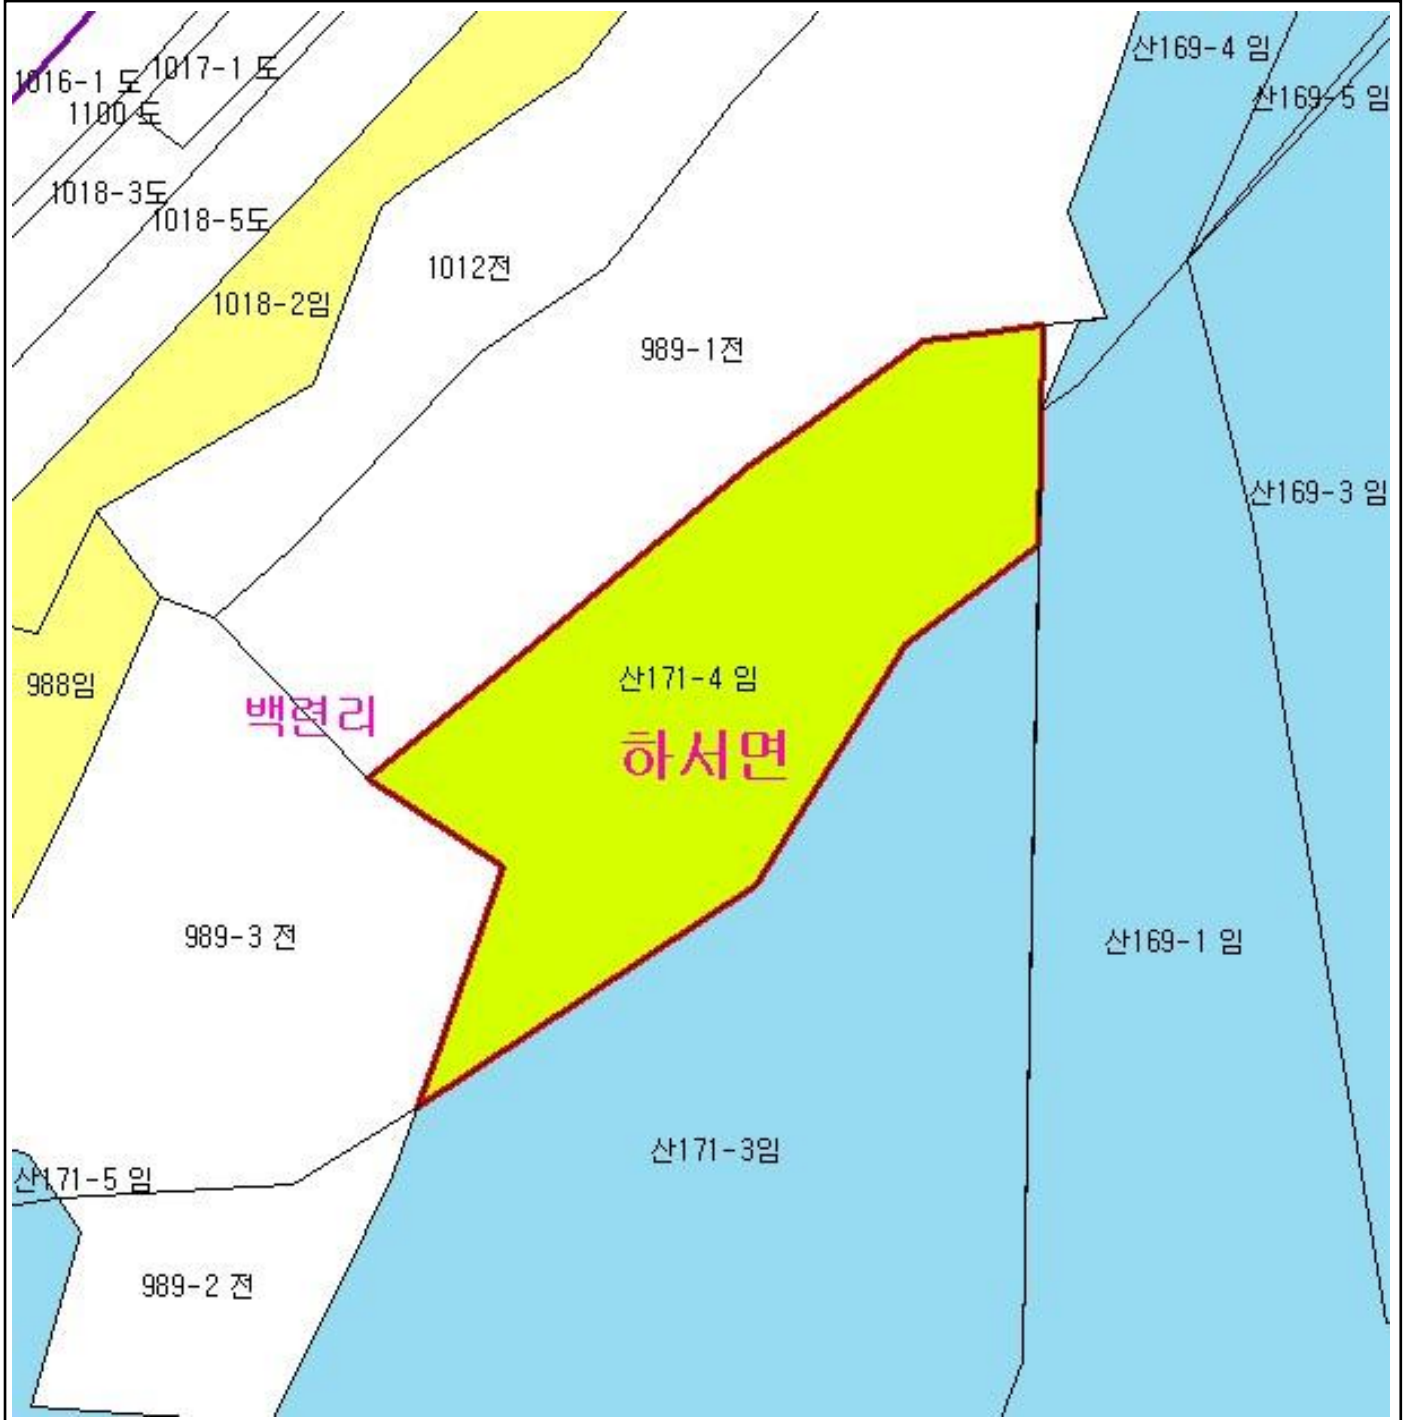 산169-4 임
1016-1 도
1017-1 도
산169-5 임
1100 도
1018-3도
1018-5도
1012전
1018-2임
989-1전
산169-3 임
산171-4 임
988임
백련리
하서면
989-3 전
산169-1 임
산171-3임
산171-5 임
989-2 전